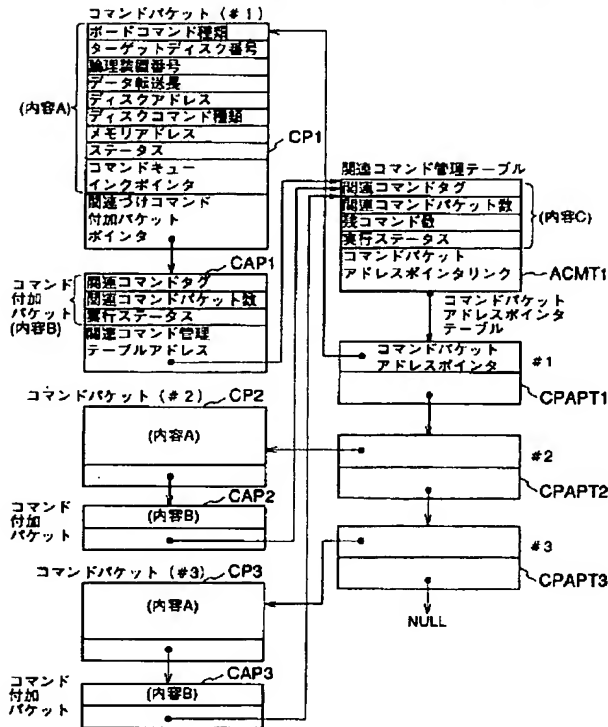 コマンドパケット(#1)
ボードコマンド種類
ターゲットディスク番号
論理装置番号
データ転送長
ディスクアドレス
ディスクコマンド種類
メモリアドレス
ステータス
コマンドキュー
インクポインタ
関連づけコマンド
付加パケット
ポインタ
(内容A)
CP1
CAP1
コマンド
付加
パケット
(内容B)
関連コマンドタグ
関連コマンドパケット数
実行ステータス
関連コマンド管理
テーブルアドレス
関連コマンド管理テーブル
関連コマンドタグ
関連コマンドパケット数
残コマンド数
実行ステータス
コマンドパケット
アドレスポインタリンク
(内容C)
ACMT1
コマンドパケット
アドレスポインタ
テーブル
コマンドパケット
アドレスポインタ
#1
CPAPT1
コマンドパケット(#2)
CP2
(内容A)
#2
CPAPT2
CAP2
コマンド
付加
パケット
(内容B)
#3
CPAPT3
NULL
コマンドパケット(#3)
CP3
(内容A)
CAP3
コマンド
付加
パケット
(内容B)